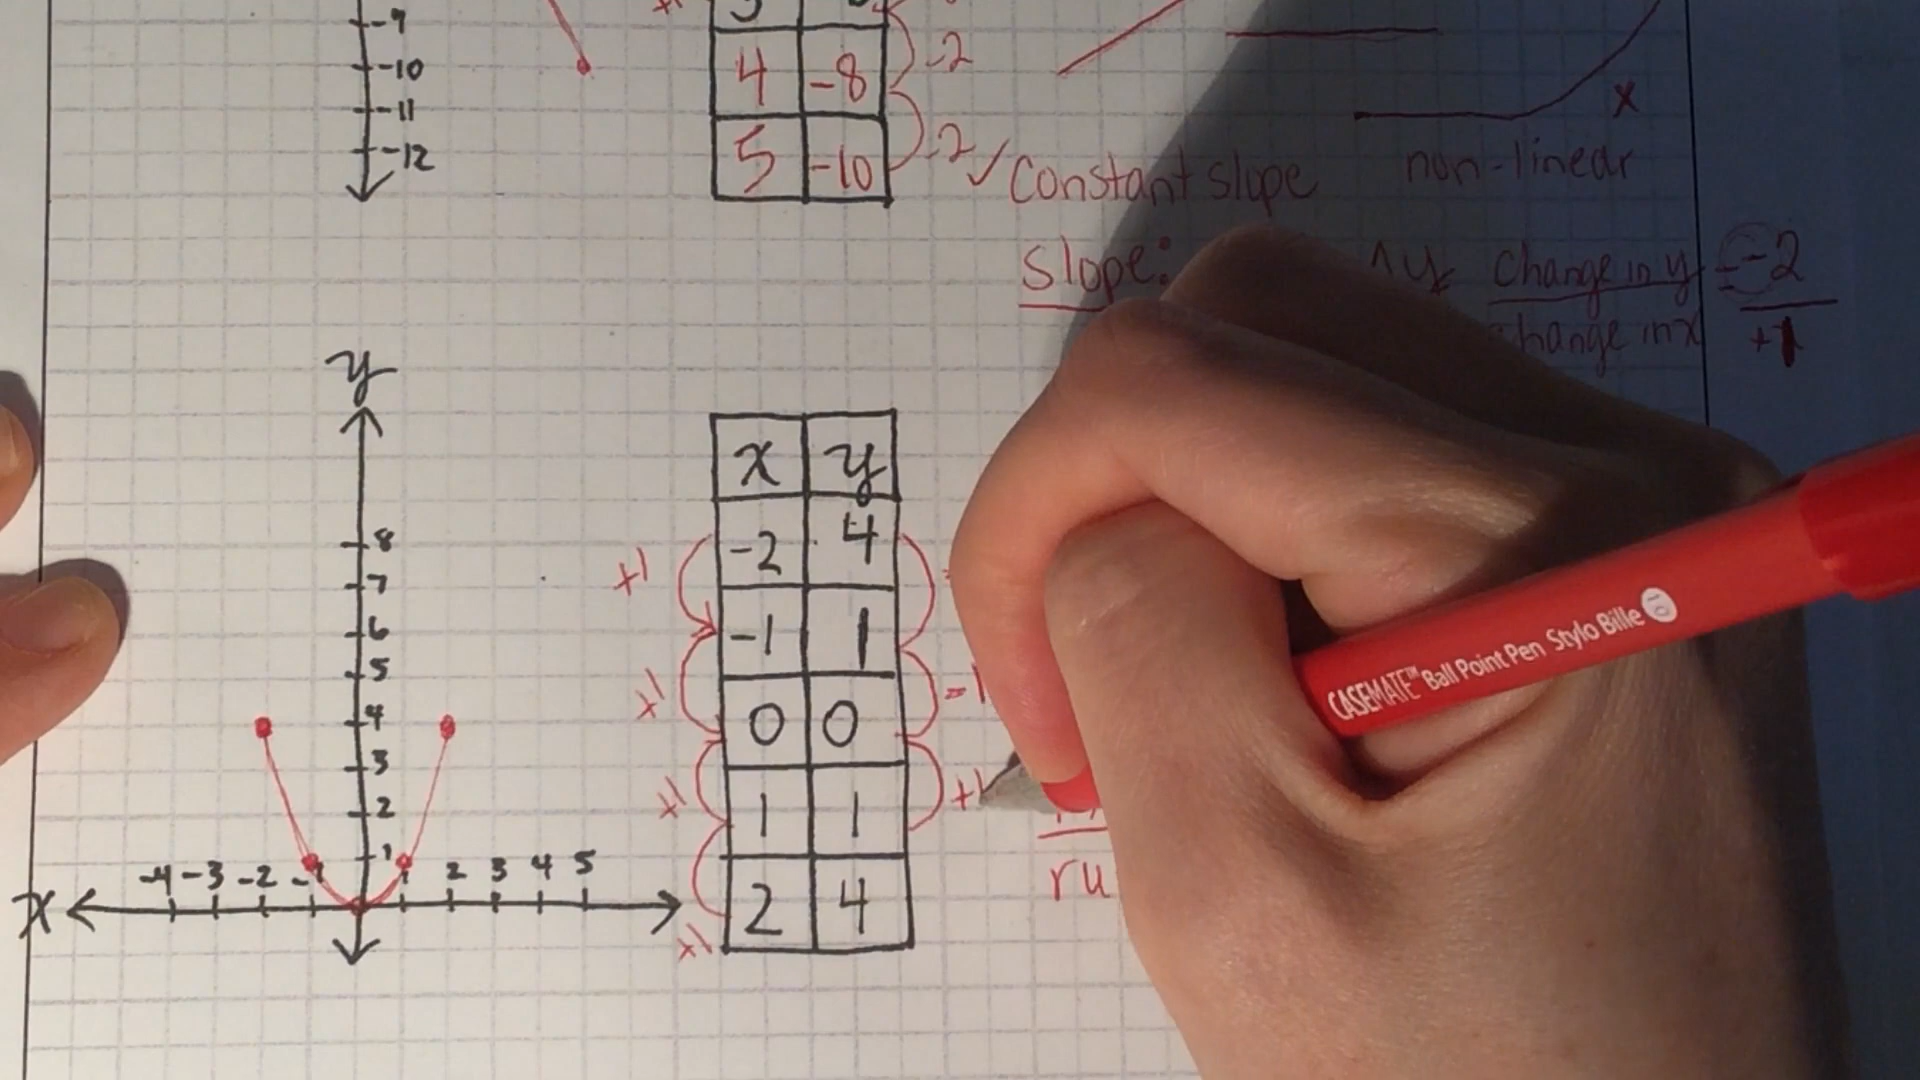 -9
-10
-11
-12
4 -8
-2
5 -10
-2
✓ Constant slope
x
non-linear
slope:
change in y = -2
change in x +1
y
8
7
6
5
4
3
2
1
-4 -3 -2 -1 1 2 3 4 5
x
x y
-2 4
-1 1
0 0
1 1
2 4
+1
+1
+1
+1
=1
+1
ru
CASEMATE™ Ball Point Pen Stylo Bille